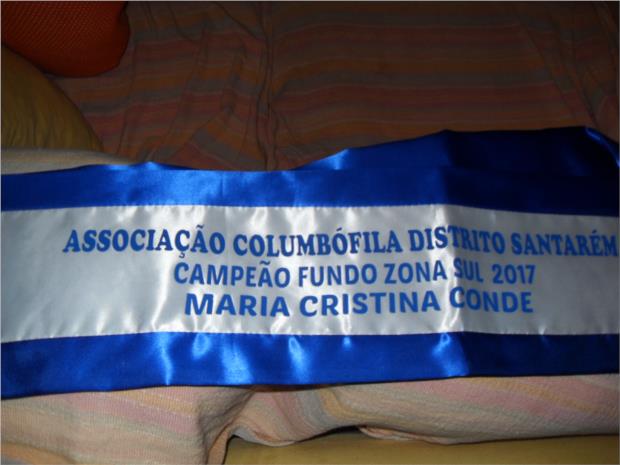 ASSOCIAÇÃO COLUMBÓFILA DISTRITO SANTARÉM
CAMPEÃO FUNDO ZONA SUL 2017
MARIA CRISTINA CONDE